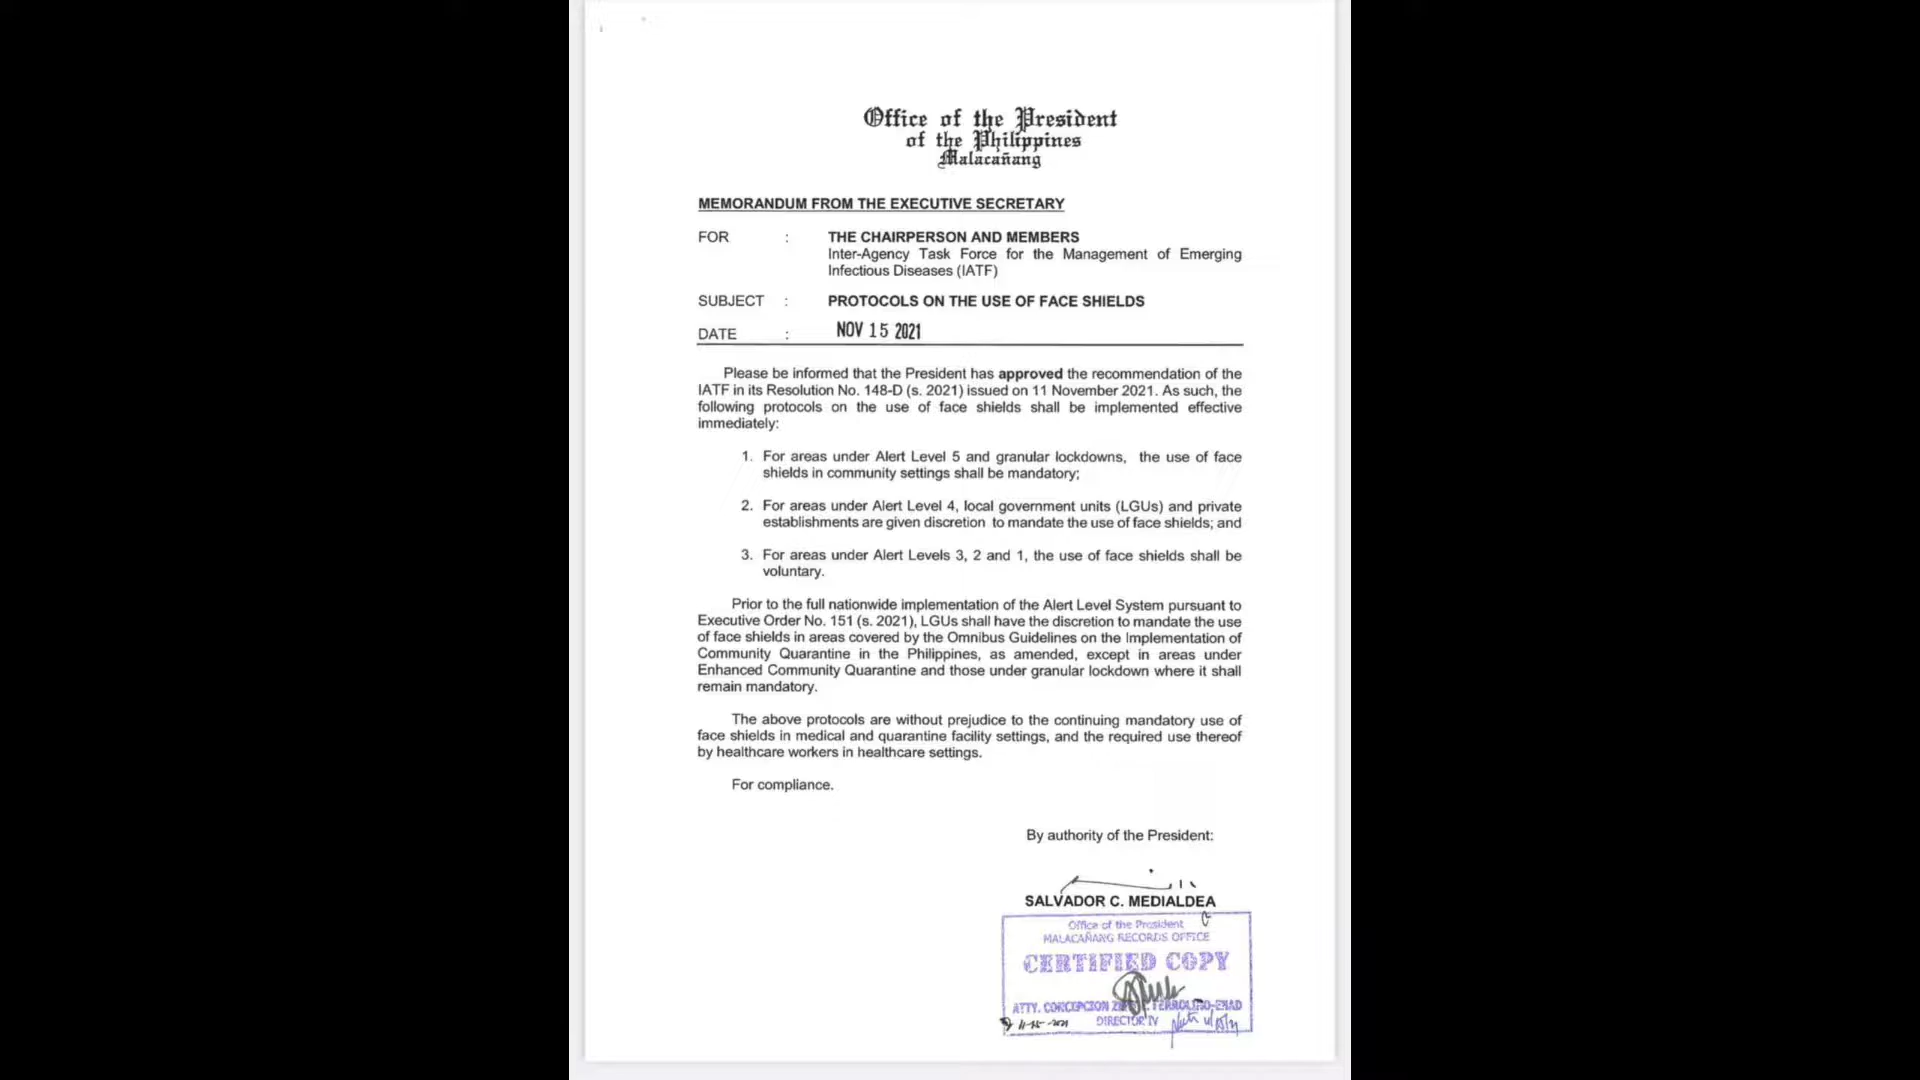 Office of the President
of the Philippines
Malacañang
MEMORANDUM FROM THE EXECUTIVE SECRETARY
FOR : THE CHAIRPERSON AND MEMBERS
Inter-Agency Task Force for the Management of Emerging
Infectious Diseases (IATF)
SUBJECT : PROTOCOLS ON THE USE OF FACE SHIELDS
DATE : NOV 15 2021
Please be informed that the President has approved the recommendation of the
IATF in its Resolution No. 148-D (s. 2021) issued on 11 November 2021. As such, the
following protocols on the use of face shields shall be implemented effective
immediately:
1. For areas under Alert Level 5 and granular lockdowns, the use of face
shields in community settings shall be mandatory;
2. For areas under Alert Level 4, local government units (LGUs) and private
establishments are given discretion to mandate the use of face shields; and
3. For areas under Alert Levels 3, 2 and 1, the use of face shields shall be
voluntary.
Prior to the full nationwide implementation of the Alert Level System pursuant to
Executive Order No. 151 (s. 2021), LGUs shall have the discretion to mandate the use
of face shields in areas covered by the Omnibus Guidelines on the Implementation of
Community Quarantine in the Philippines, as amended, except in areas under
Enhanced Community Quarantine and those under granular lockdown where it shall
remain mandatory.
The above protocols are without prejudice to the continuing mandatory use of
face shields in medical and quarantine facility settings, and the required use thereof
by healthcare workers in healthcare settings.
For compliance.
By authority of the President:
SALVADOR C. MEDIALDEA
Office of the President
MALACAÑANG RECORDS OFFICE
CERTIFIED COPY
ATTY. CONCEPCION
DIRECTOR IV